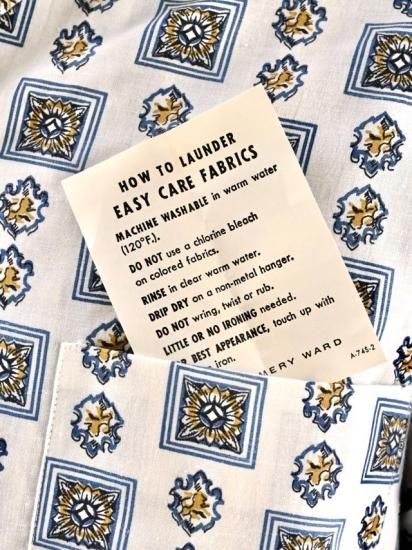 HOW TO LAUNDER
EASY CARE FABRICS
MACHINE WASHABLE in warm water
(120°F.).
DO NOT use a chlorine bleach
on colored fabrics.
RINSE in clear warm water.
DRIP DRY on a non-metal hanger.
DO NOT wring, twist or rub.
LITTLE OR NO IRONING needed.
BEST APPEARANCE, touch up with
iron.
MERY WARD
A-745-2